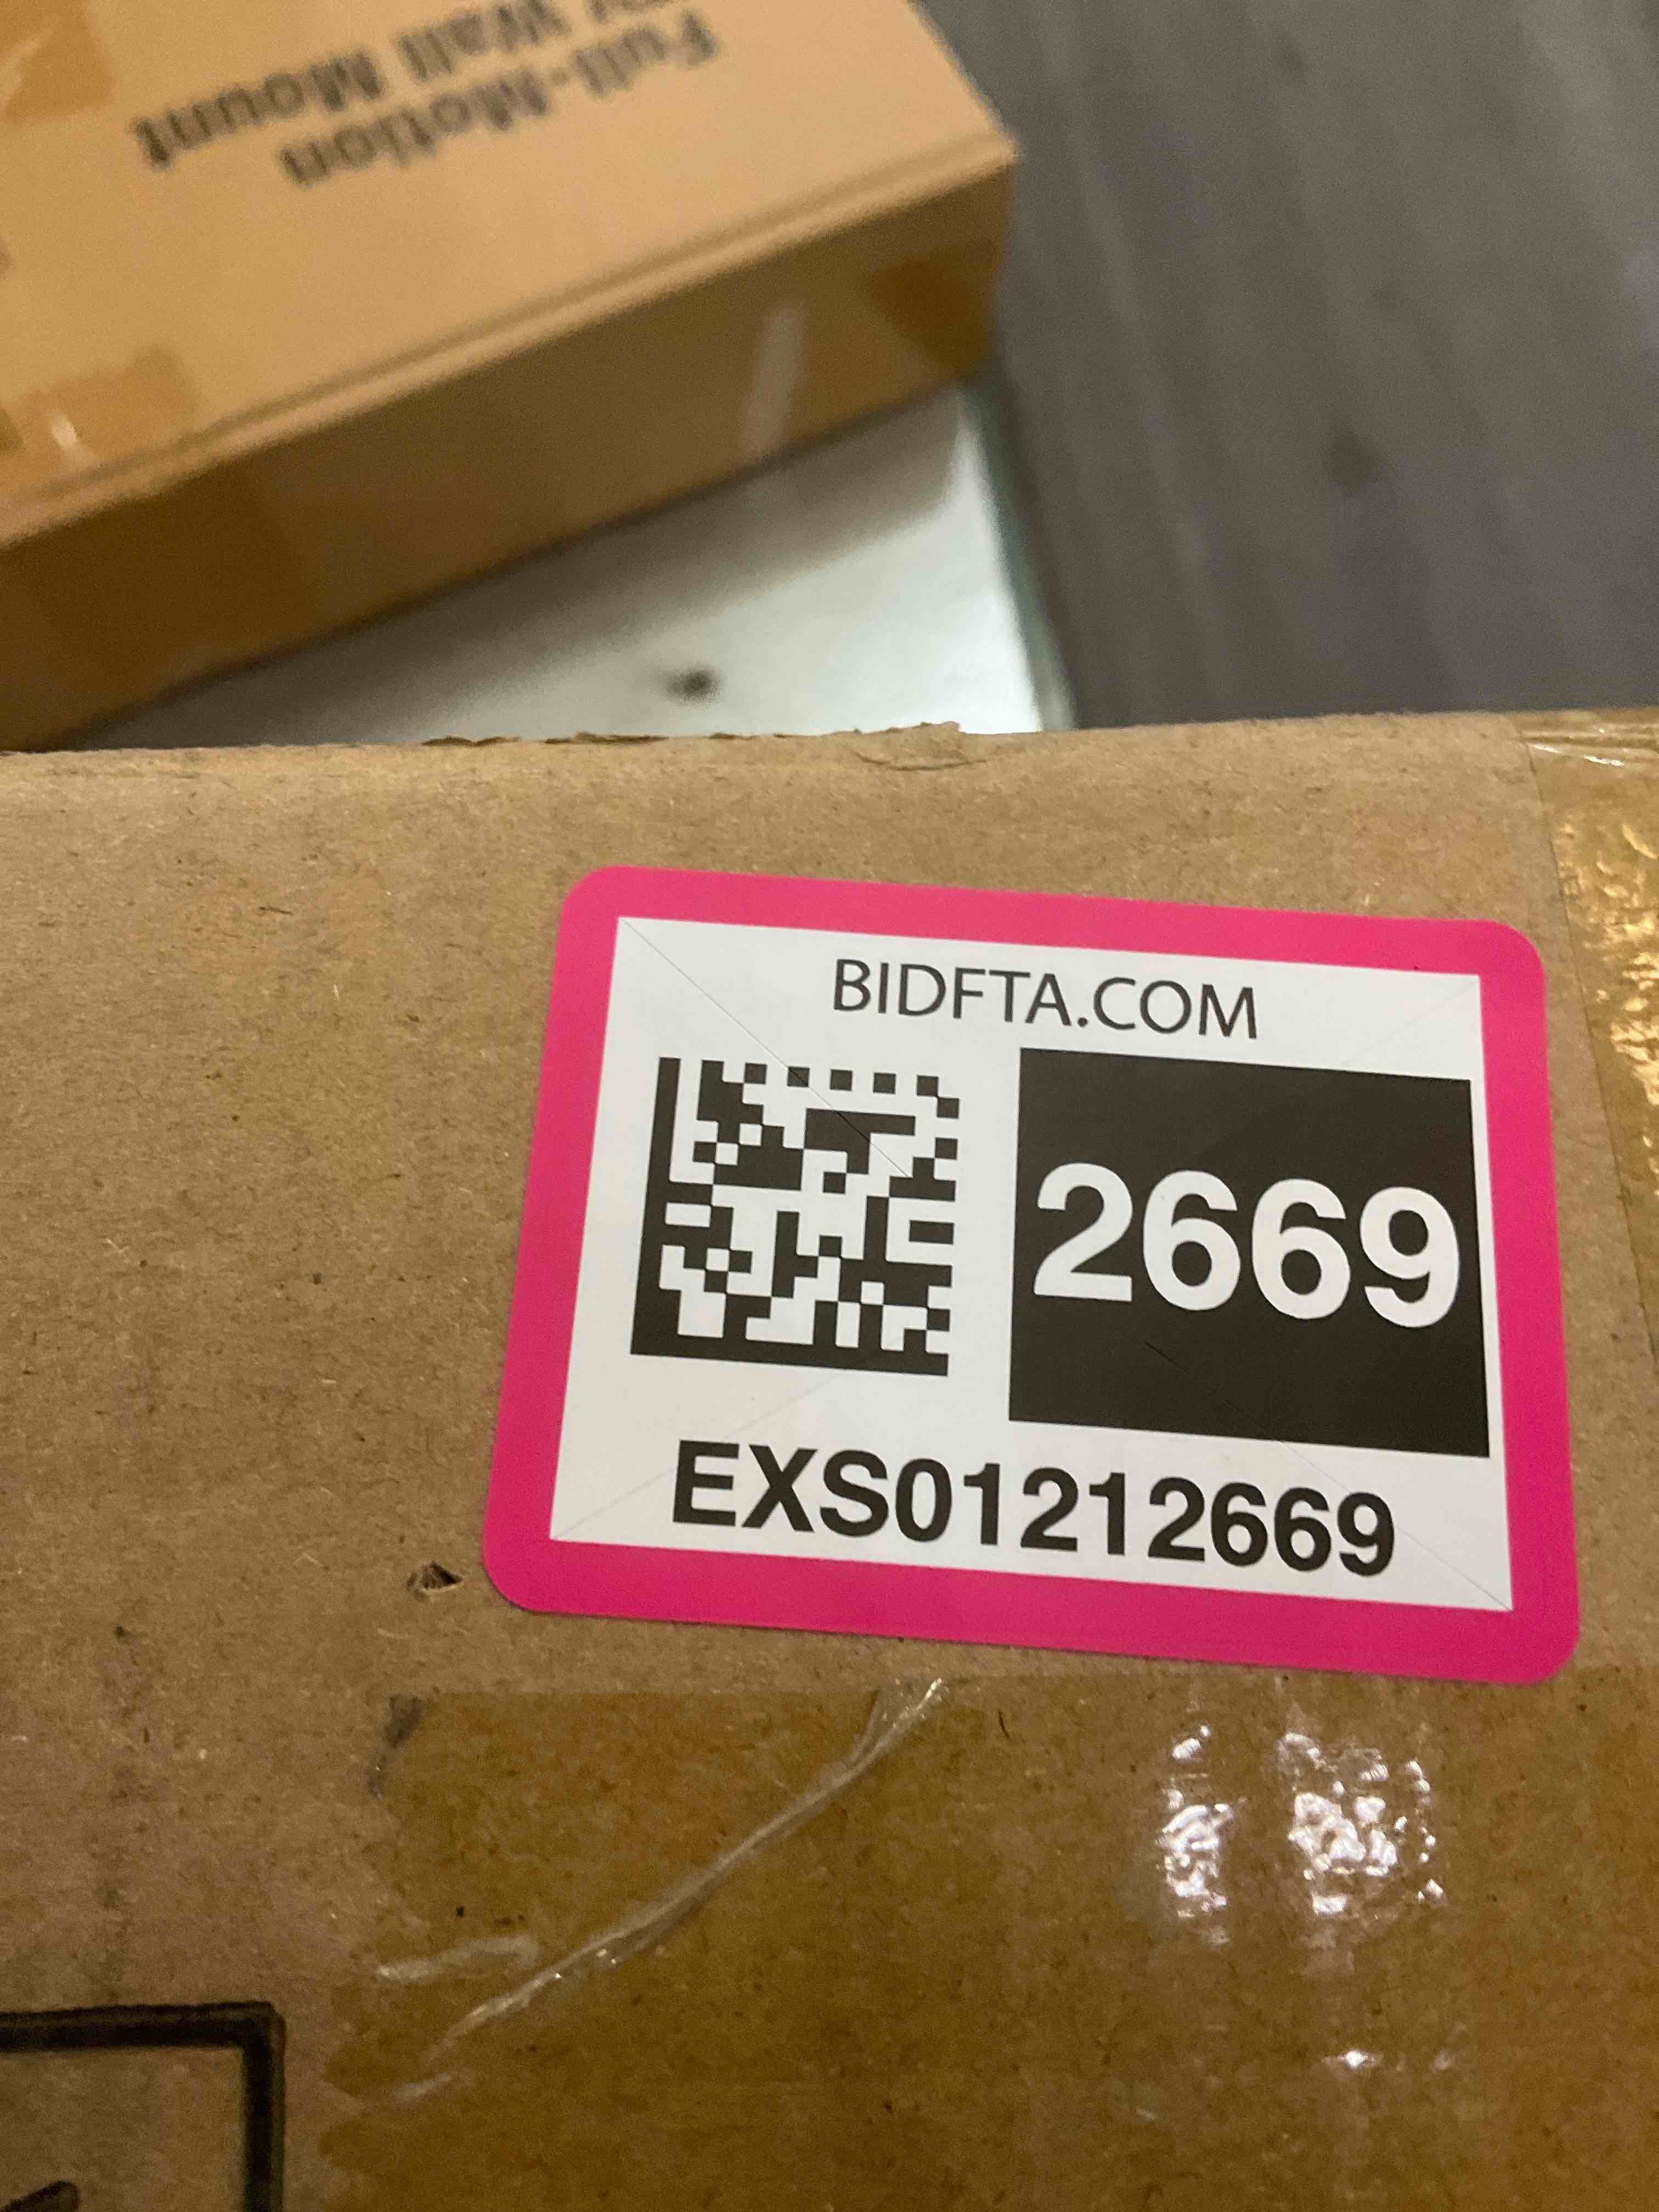 Full-Motion
Wall Mount
BIDFTA.COM
2669
EXS01212669